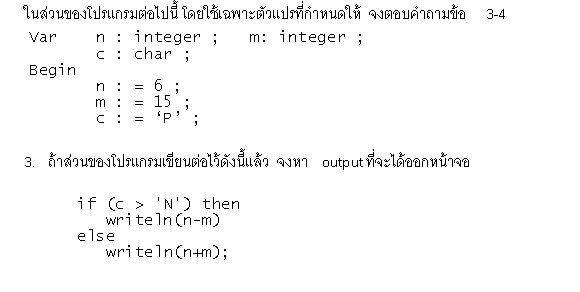 ในส่วนของโปรแกรมต่อไปนี้ โดยใช้เฉพาะตัวแปรที่กำหนดให้ จงตอบคำถามข้อ 3-4
Var n : integer ; m: integer ;
c : char ;
Begin
n : = 6 ;
m : = 15 ;
c : = ‘P’ ;
3. ถ้าส่วนของโปรแกรมเขียนต่อไว้ดังนี้แล้ว จงหา output ที่จะได้ออกหน้าจอ
if (c > 'N') then
writeln(n-m)
else
writeln(n+m);